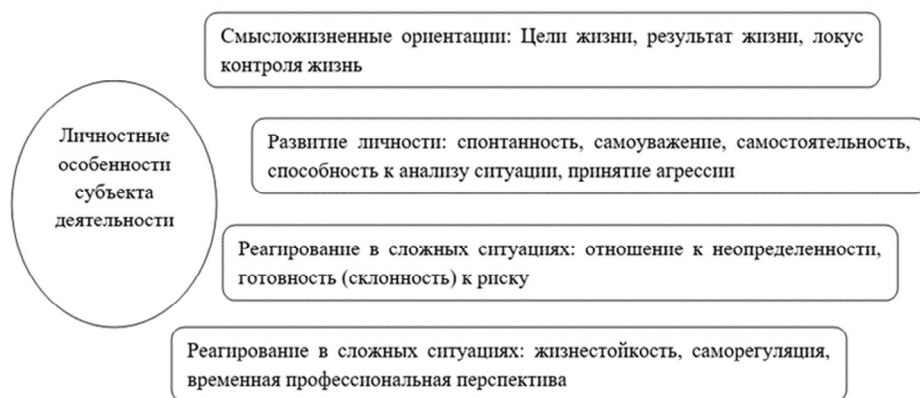 Смысложизненные ориентации: Цели жизни, результат жизни, локус
контроля жизнь
Личностные
особенности
субъекта
деятельности
Развитие личности: спонтанность, самоуважение, самостоятельность,
способность к анализу ситуации, принятие агрессии
Реагирование в сложных ситуациях: отношение к неопределенности,
готовность (склонность) к риску
Реагирование в сложных ситуациях: жизнестойкость, саморегуляция,
временная профессиональная перспектива